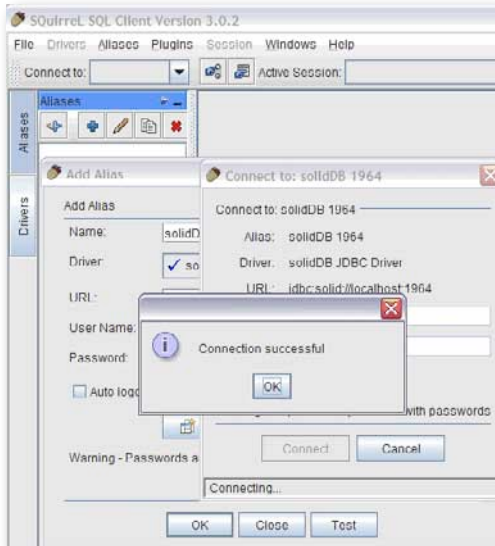 SQuirreL SQL Client Version 3.0.2
File Drivers Aliases Plugins Session Windows Help
Connect to: Active Session:
Aliases
Aliases
Drivers
Add Alias
Add Alias
Name: solidD
Driver: so
URL:
User Name:
Password:
Auto logo
Warning - Passwords a
OK Close Test
Connect to: solidDB 1964
Connect to: solidDB 1964
Alias: solidDB 1964
Driver: solidDB JDBC Driver
URL: jdbc:solid://localhost:1964
with passwords
Connect Cancel
Connecting...
Connection successful
OK